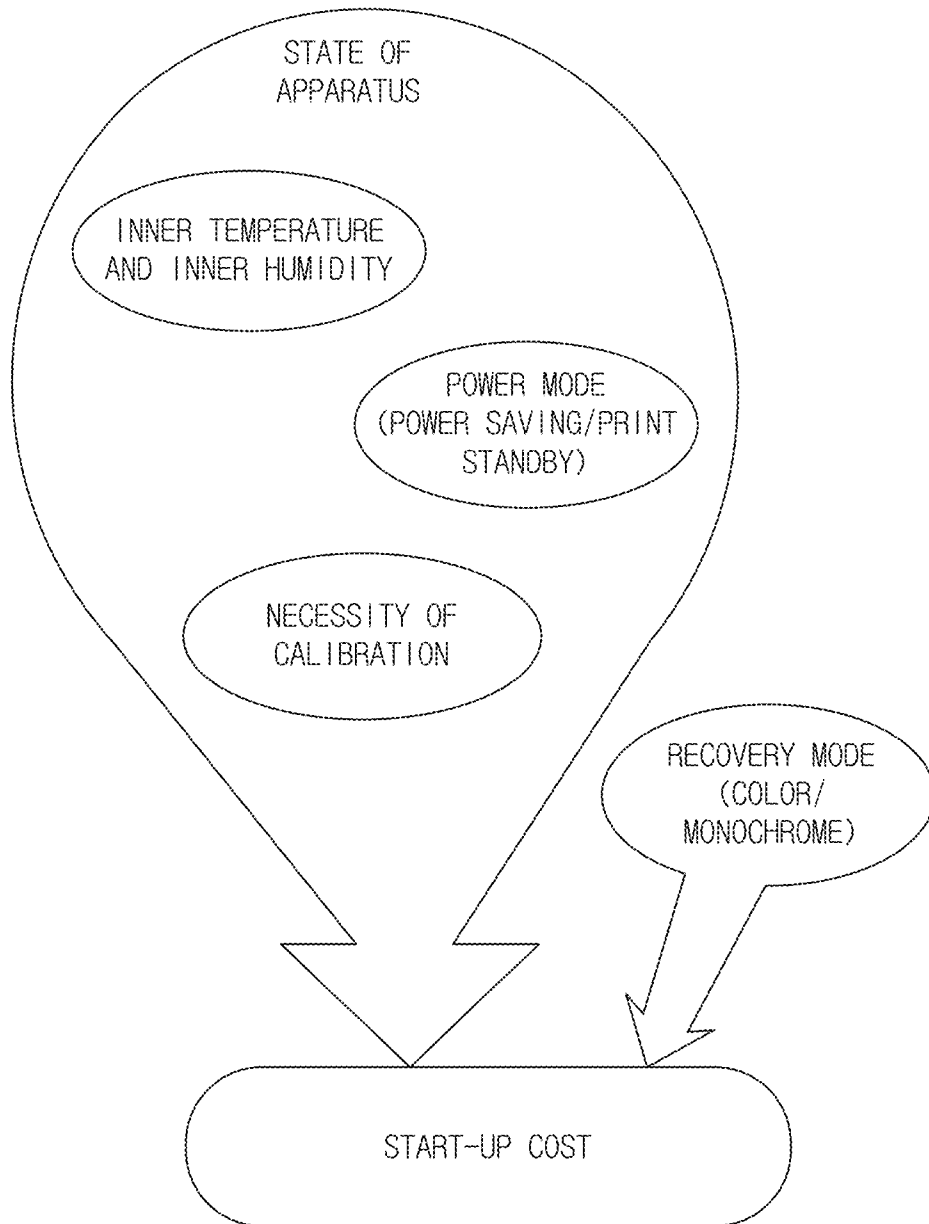 STATE OF
APPARATUS
INNER TEMPERATURE
AND INNER HUMIDITY
POWER MODE
(POWER SAVING/PRINT
STANDBY)
NECESSITY OF
CALIBRATION
RECOVERY MODE
(COLOR/
MONOCHROME)
START-UP COST